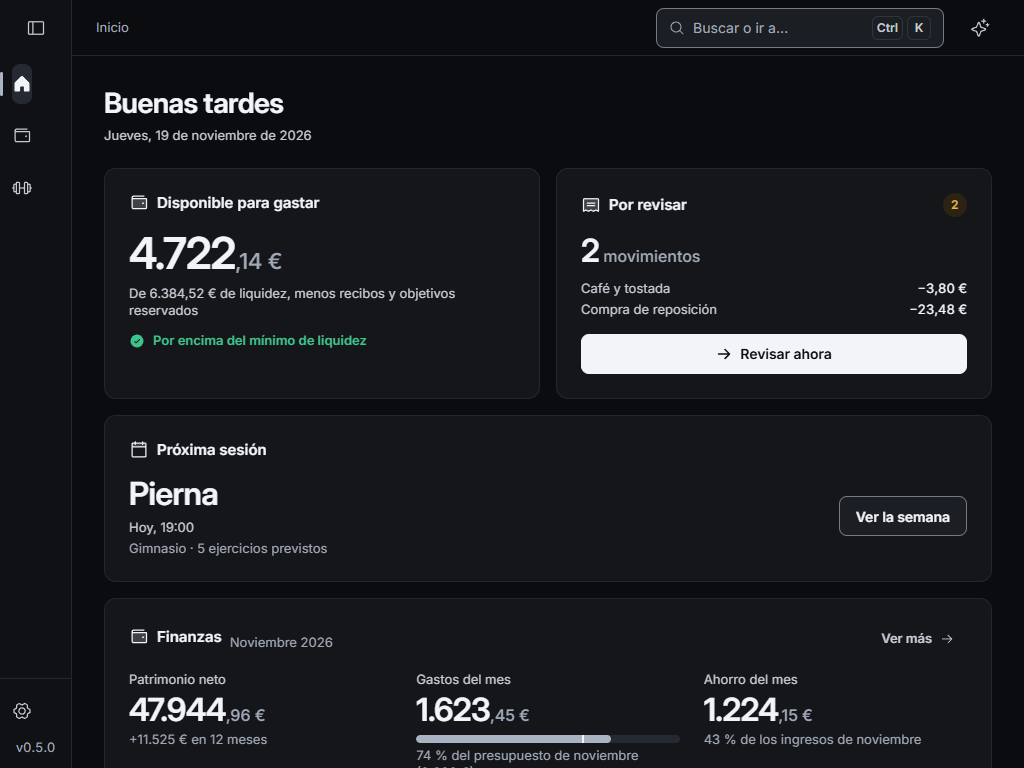 Inicio
Buscar o ir a...
Ctrl K
Buenas tardes
Jueves, 19 de noviembre de 2026
Disponible para gastar
4.722,14 €
De 6.384,52 € de liquidez, menos recibos y objetivos
reservados
Por encima del mínimo de liquidez
Por revisar
2
2 movimientos
Café y tostada −3,80 €
Compra de reposición −23,48 €
Revisar ahora
Próxima sesión
Pierna
Hoy, 19:00
Gimnasio · 5 ejercicios previstos
Ver la semana
Finanzas Noviembre 2026
Ver más
Patrimonio neto
47.944,96 €
+11.525 € en 12 meses
Gastos del mes
1.623,45 €
74 % del presupuesto de noviembre
Ahorro del mes
1.224,15 €
43 % de los ingresos de noviembre
v0.5.0